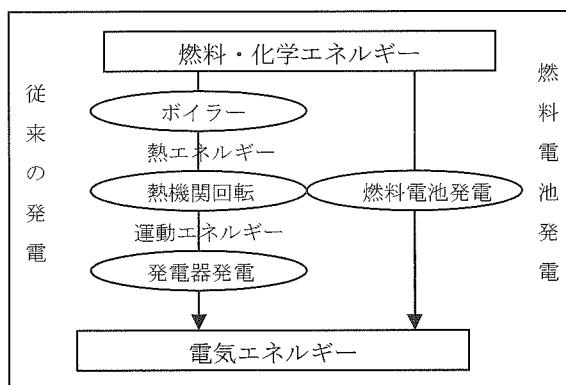 燃料・化学エネルギー
従来の発電
ボイラー
熱エネルギー
熱機関回転
運動エネルギー
発電器発電
燃料電池発電
燃料電池発電
電気エネルギー